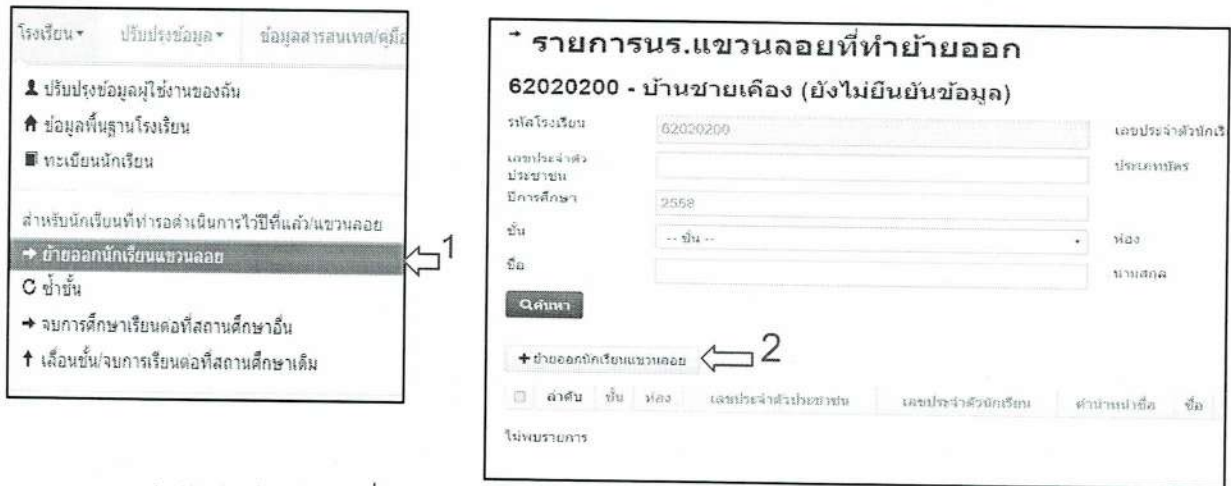 โรงเรียน ปรับปรุงข้อมูล ข้อมูลสารสนเทศ/คู่มือ
ปรับปรุงข้อมูลผู้ใช้งานของฉัน
ข้อมูลพื้นฐานโรงเรียน
ทะเบียนนักเรียน
สำหรับนักเรียนที่ทำรอดำเนินการไว้ปีที่แล้ว/แขวนลอย
→ ย้ายออกนักเรียนแขวนลอย
1
ซ้ำชั้น
→ จบการศึกษาเรียนต่อที่สถานศึกษาอื่น
↑ เลื่อนชั้น/จบการเรียนต่อที่สถานศึกษาเดิม
→ รายการนร.แขวนลอยที่ทำย้ายออก
62020200 - บ้านชายเคือง (ยังไม่ยืนยันข้อมูล)
รหัสโรงเรียน 62020200 เลขประจำตัวนักเรี
เลขประจำตัว
ประชาชน
ประเภทบัตร
ปีการศึกษา 2558
ชั้น -- ชั้น -- ห้อง
ชื่อ นามสกุล
ค้นหา
+ ย้ายออกนักเรียนแขวนลอย
2
ลำดับ ชั้น ห้อง เลขประจำตัวประชาชน เลขประจำตัวนักเรียน คำนำหน้าชื่อ ชื่อ
ไม่พบรายการ